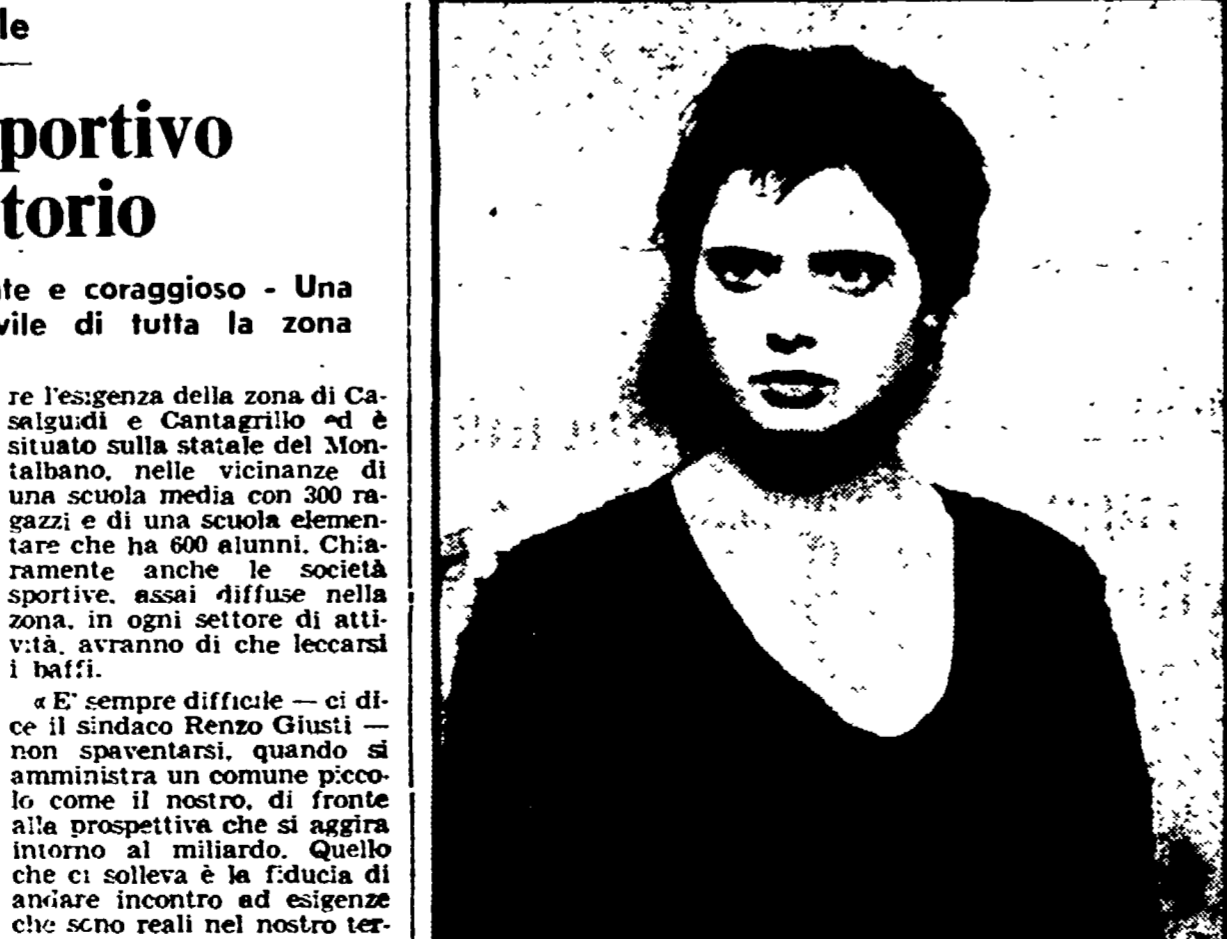 le
portivo
torio
te e coraggioso - Una
vile di tutta la zona
re l'esigenza della zona di Ca-
salguidi e Cantagrillo ed è
situato sulla statale del Mon-
talbano, nelle vicinanze di
una scuola media con 300 ra-
gazzi e di una scuola elemen-
tare che ha 600 alunni. Chia-
ramente anche le società
sportive, assai diffuse nella
zona, in ogni settore di atti-
vità, avranno di che leccarsi
i baffi.
« E' sempre difficile — ci di-
ce il sindaco Renzo Giusti —
non spaventarsi, quando si
amministra un comune picco-
lo come il nostro, di fronte
alla prospettiva che si aggira
intorno al miliardo. Quello
che ci solleva è la fiducia di
andare incontro ad esigenze
che sono reali nel nostro ter-